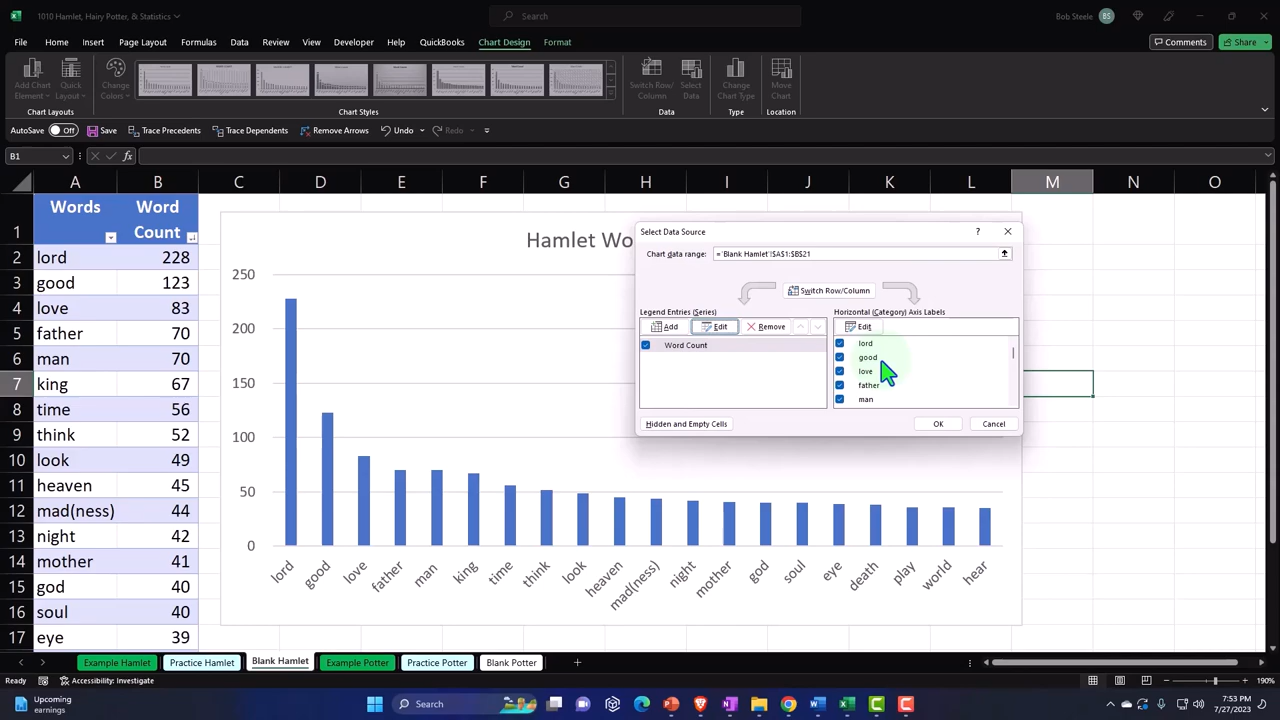 1010 Hamlet, Hairy Potter, & Statistics
Search
Bob Steele BS
File Home Insert Page Layout Formulas Data Review View Developer Help QuickBooks Chart Design Format
Comments Share
Add Chart Element
Quick Layout
Change Colors
Switch Row/ Column
Select Data
Change Chart Type
Move Chart
Chart Layouts Chart Styles Data Type Location
AutoSave Off Save Trace Precedents Trace Dependents Remove Arrows Undo Redo
B1 fx
A B C D E F G H I J K L M N O
Words Word Count
1
2 lord 228
3 good 123
4 love 83
5 father 70
6 man 70
7 king 67
8 time 56
9 think 52
10 look 49
11 heaven 45
12 mad(ness) 44
13 night 42
14 mother 41
15 god 40
16 soul 40
17 eye 39
Hamlet Wo
250
200
150
100
50
0
lord good love father man king time think look heaven mad(ness) night mother god soul eye death play world hear
Select Data Source ?
Chart data range: ='Blank Hamlet'!$A$1:$B$21
Switch Row/Column
Legend Entries (Series)
Add Edit Remove
Word Count
Horizontal (Category) Axis Labels
Edit
lord
good
love
father
man
Hidden and Empty Cells
OK Cancel
Example Hamlet Practice Hamlet Blank Hamlet Example Potter Practice Potter Blank Potter
Ready Accessibility: Investigate 190%
Upcoming earnings
Search
7:53 PM
7/27/2023